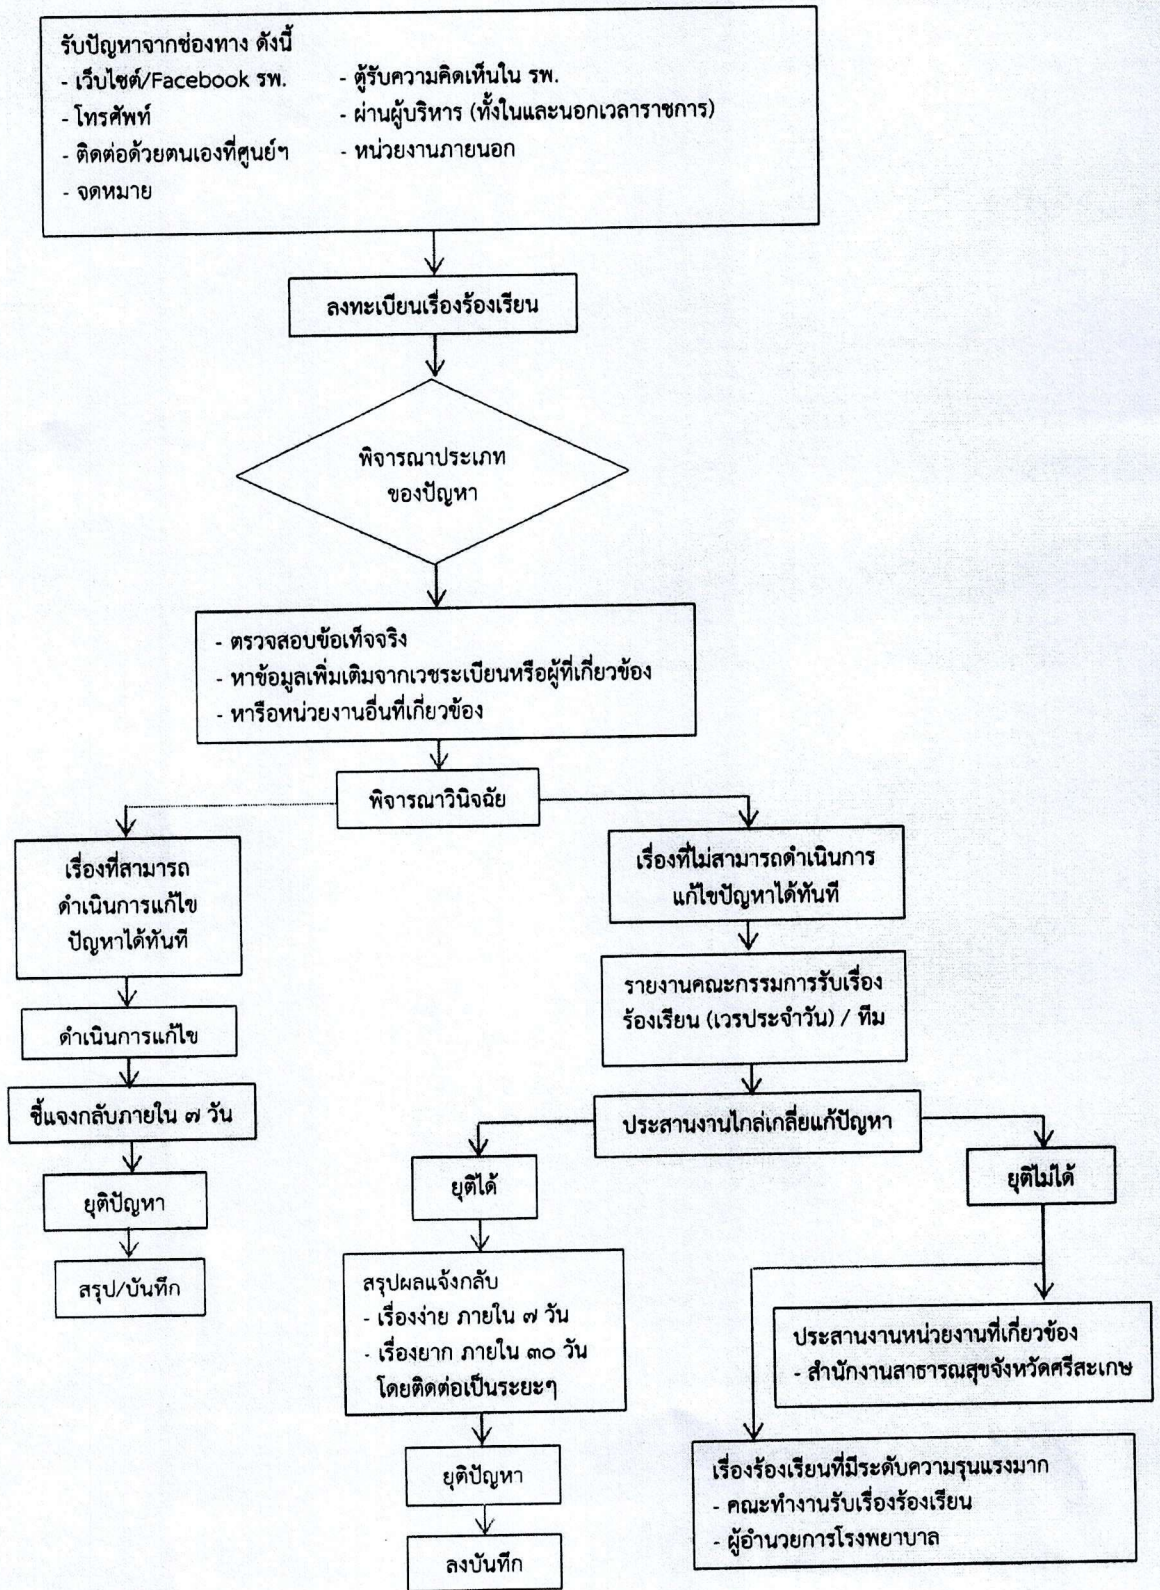 รับปัญหาจากช่องทาง ดังนี้
- เว็บไซต์/Facebook รพ.
- ตู้รับความคิดเห็นใน รพ.
- โทรศัพท์
- ผ่านผู้บริหาร (ทั้งในและนอกเวลาราชการ)
- ติดต่อด้วยตนเองที่ศูนย์ฯ
- หน่วยงานภายนอก
- จดหมาย
ลงทะเบียนเรื่องร้องเรียน
พิจารณาประเภท
ของปัญหา
- ตรวจสอบข้อเท็จจริง
- หาข้อมูลเพิ่มเติมจากเวชระเบียนหรือผู้ที่เกี่ยวข้อง
- หารือหน่วยงานอื่นที่เกี่ยวข้อง
พิจารณาวินิจฉัย
เรื่องที่สามารถ
ดำเนินการแก้ไข
ปัญหาได้ทันที
ดำเนินการแก้ไข
ชี้แจงกลับภายใน ๗ วัน
ยุติปัญหา
สรุป/บันทึก
เรื่องที่ไม่สามารถดำเนินการ
แก้ไขปัญหาได้ทันที
รายงานคณะกรรมการรับเรื่อง
ร้องเรียน (เวรประจำวัน) / ทีม
ประสานงานไกล่เกลี่ยแก้ปัญหา
ยุติได้
สรุปผลแจ้งกลับ
- เรื่องง่าย ภายใน ๗ วัน
- เรื่องยาก ภายใน ๓๐ วัน
โดยติดต่อเป็นระยะๆ
ยุติปัญหา
ลงบันทึก
ยุติไม่ได้
ประสานงานหน่วยงานที่เกี่ยวข้อง
- สำนักงานสาธารณสุขจังหวัดศรีสะเกษ
เรื่องร้องเรียนที่มีระดับความรุนแรงมาก
- คณะทำงานรับเรื่องร้องเรียน
- ผู้อำนวยการโรงพยาบาล